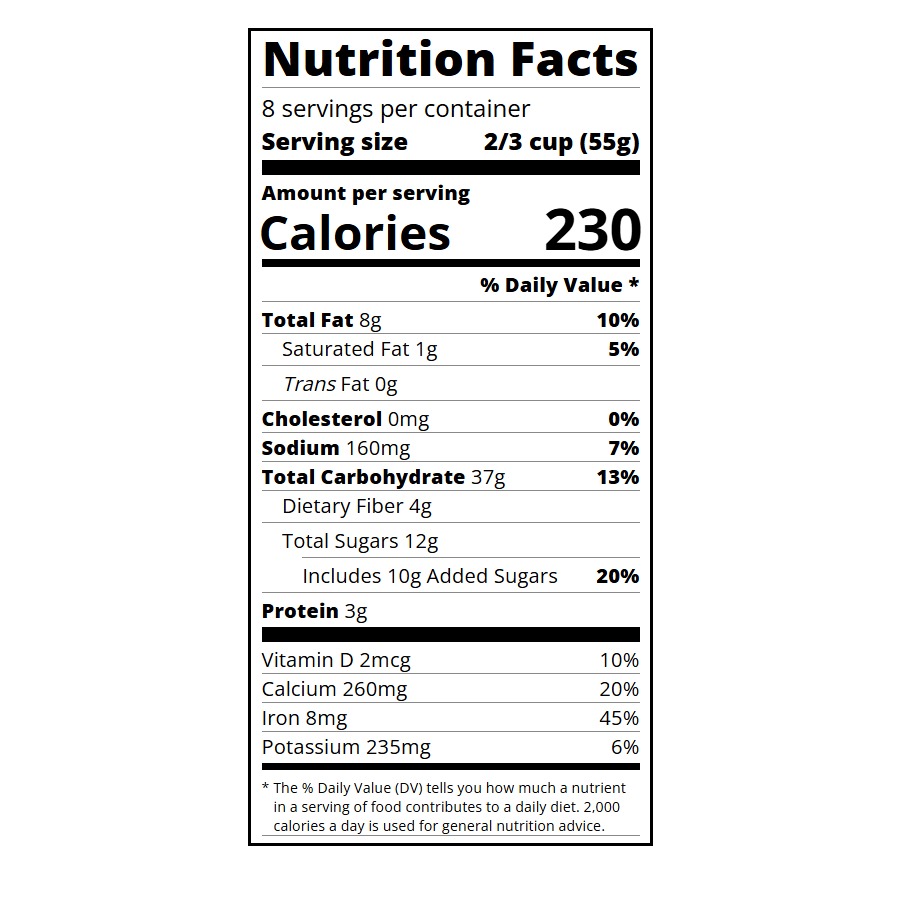 Nutrition Facts
8 servings per container
Serving size 2/3 cup (55g)
Amount per serving
Calories 230
% Daily Value *
Total Fat 8g 10%
Saturated Fat 1g 5%
Trans Fat 0g
Cholesterol 0mg 0%
Sodium 160mg 7%
Total Carbohydrate 37g 13%
Dietary Fiber 4g
Total Sugars 12g
Includes 10g Added Sugars 20%
Protein 3g
Vitamin D 2mcg 10%
Calcium 260mg 20%
Iron 8mg 45%
Potassium 235mg 6%
* The % Daily Value (DV) tells you how much a nutrient
in a serving of food contributes to a daily diet. 2,000
calories a day is used for general nutrition advice.